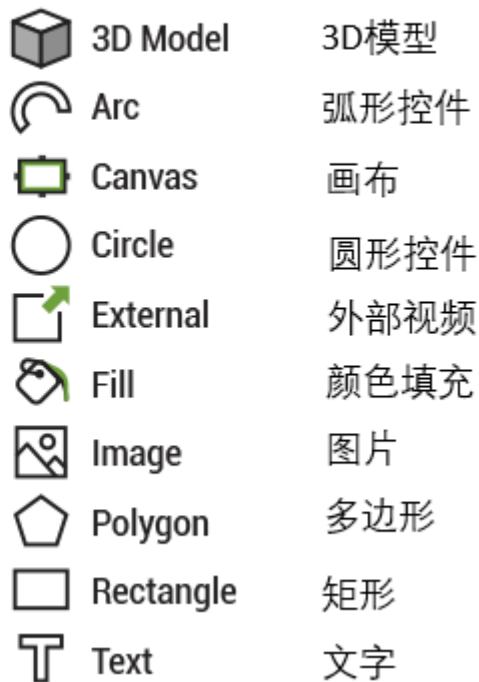 3D Model 3D模型
Arc 弧形控件
Canvas 画布
Circle 圆形控件
External 外部视频
Fill 颜色填充
Image 图片
Polygon 多边形
Rectangle 矩形
Text 文字